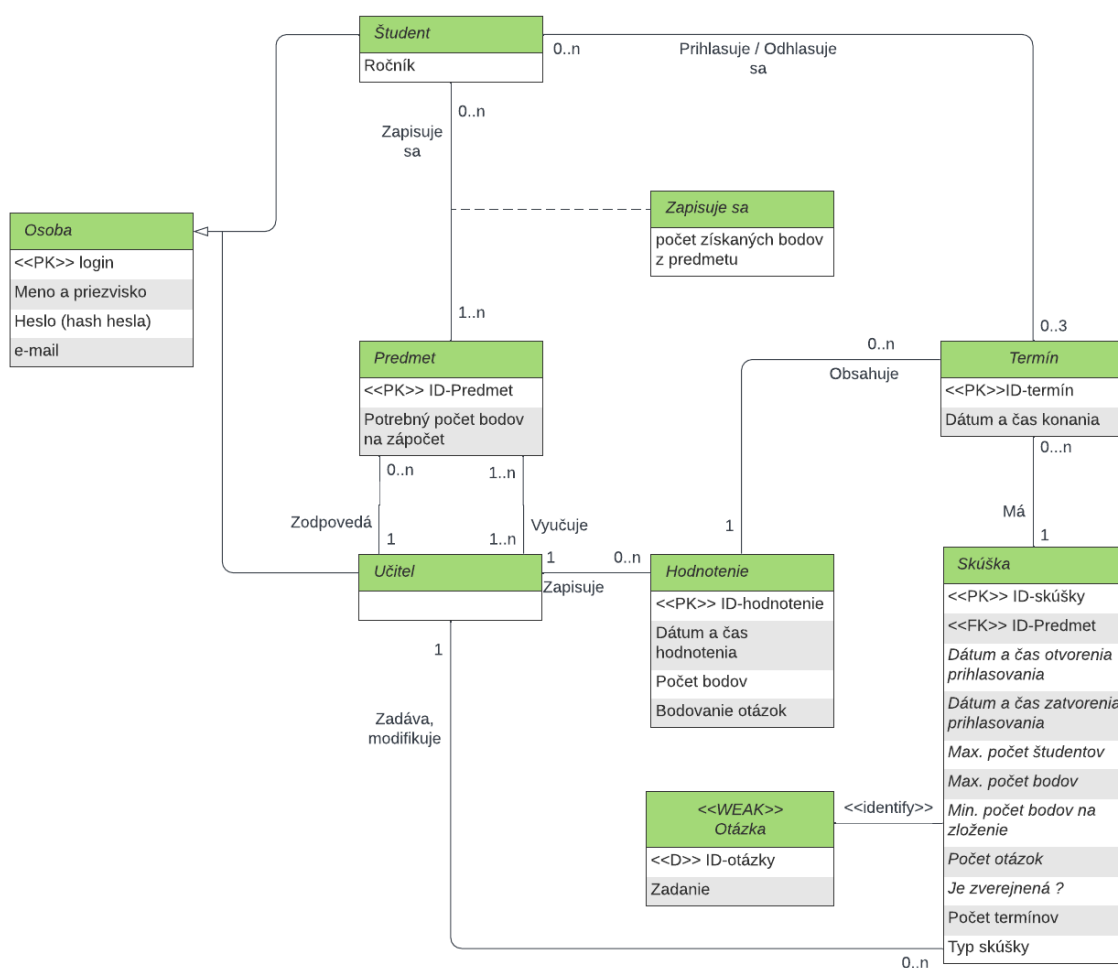 Študent
Ročník
0..n
Prihlasuje / Odhlasuje
sa
0..n
Zapisuje
sa
Zapisuje sa
počet získaných bodov
z predmetu
Osoba
<<PK>> login
Meno a priezvisko
Heslo (hash hesla)
e-mail
1..n
0..3
Predmet
<<PK>> ID-Predmet
Potrebný počet bodov
na zápočet
0..n
Obsahuje
Termín
<<PK>>ID-termín
Dátum a čas konania
0..n
1..n
0...n
Zodpovedá
Vyučuje
Má
1
1..n
1
1
Učitel
1
0..n
Zapisuje
Hodnotenie
<<PK>> ID-hodnotenie
Dátum a čas
hodnotenia
Počet bodov
Bodovanie otázok
Skúška
<<PK>> ID-skúšky
<<FK>> ID-Predmet
Dátum a čas otvorenia
prihlasovania
Dátum a čas zatvorenia
prihlasovania
Max. počet študentov
Max. počet bodov
Min. počet bodov na
zloženie
Počet otázok
Je zverejnená ?
Počet termínov
Typ skúšky
1
Zadáva,
modifikuje
<<WEAK>>
Otázka
<<D>> ID-otázky
Zadanie
<<identify>>
0..n